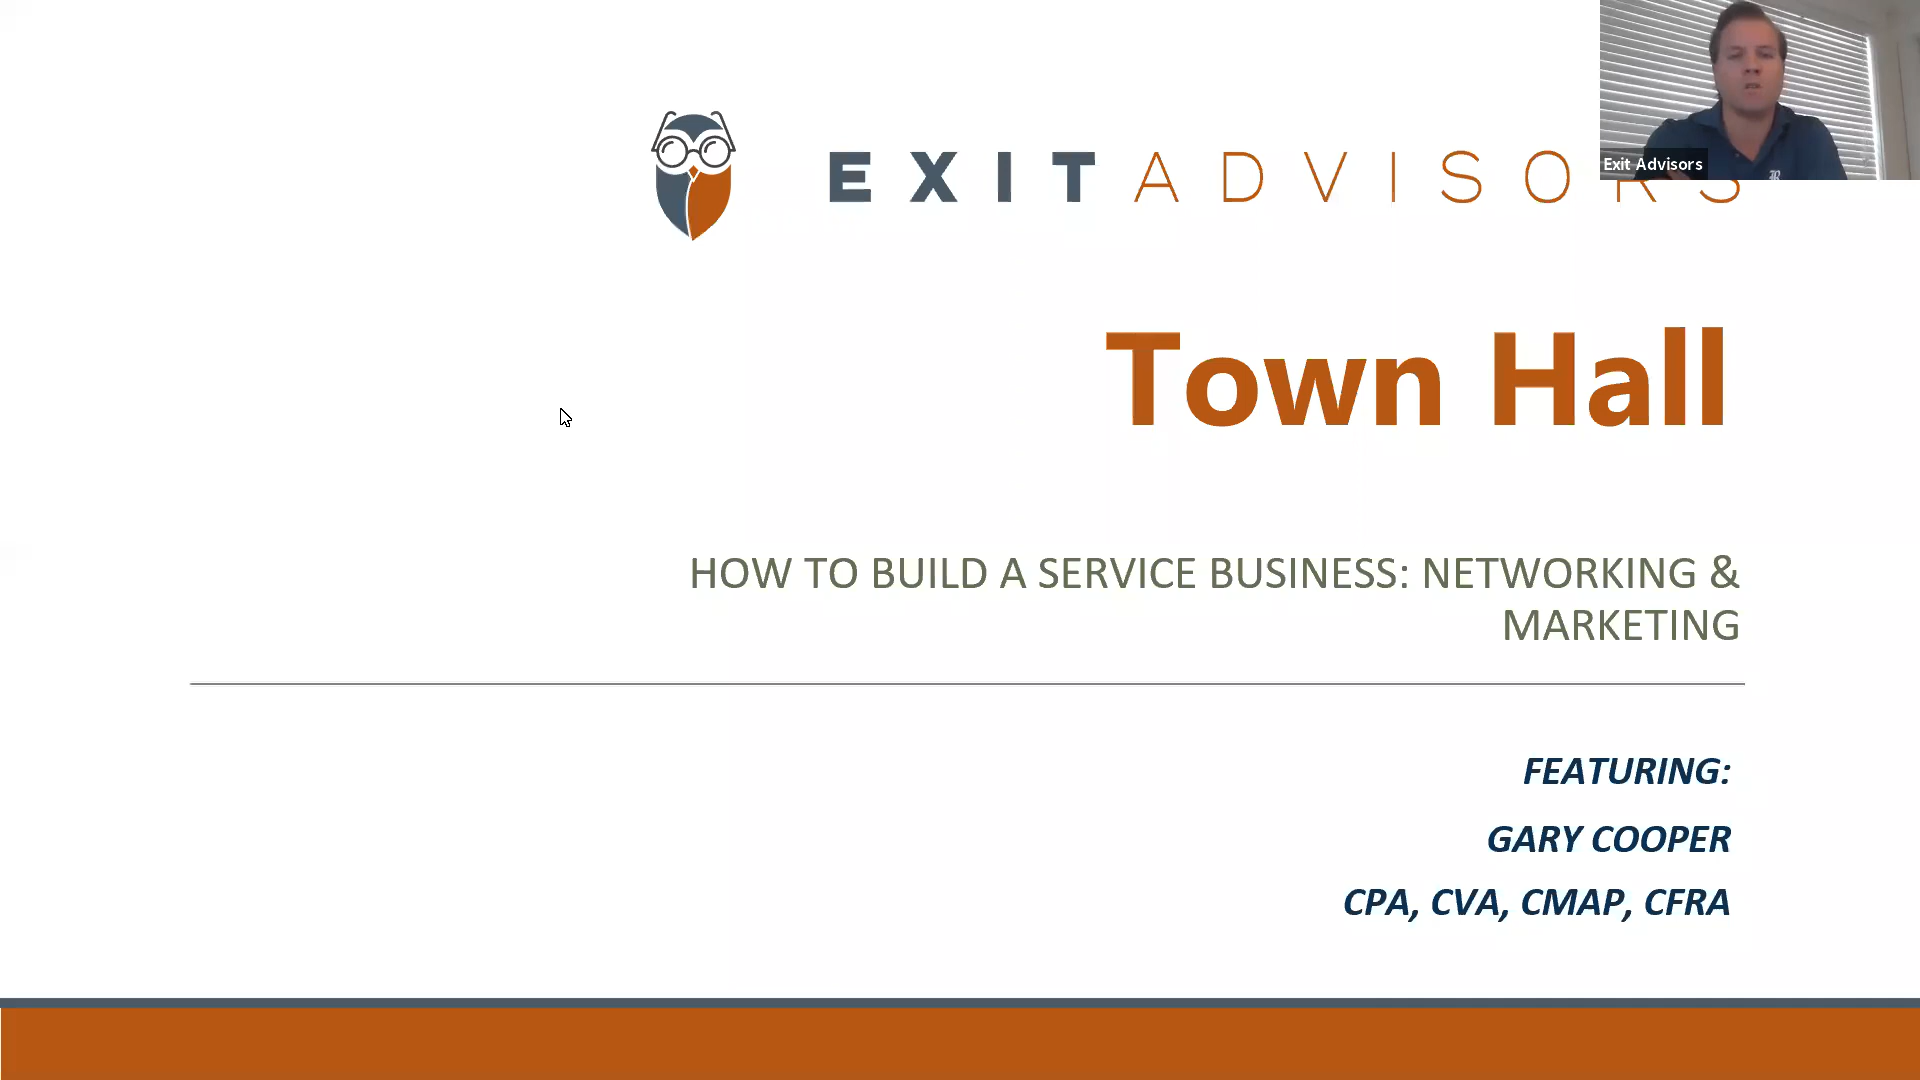 EXIT ADVISORS
Exit Advisors
Town Hall
HOW TO BUILD A SERVICE BUSINESS: NETWORKING &
MARKETING
FEATURING:
GARY COOPER
CPA, CVA, CMAP, CFRA